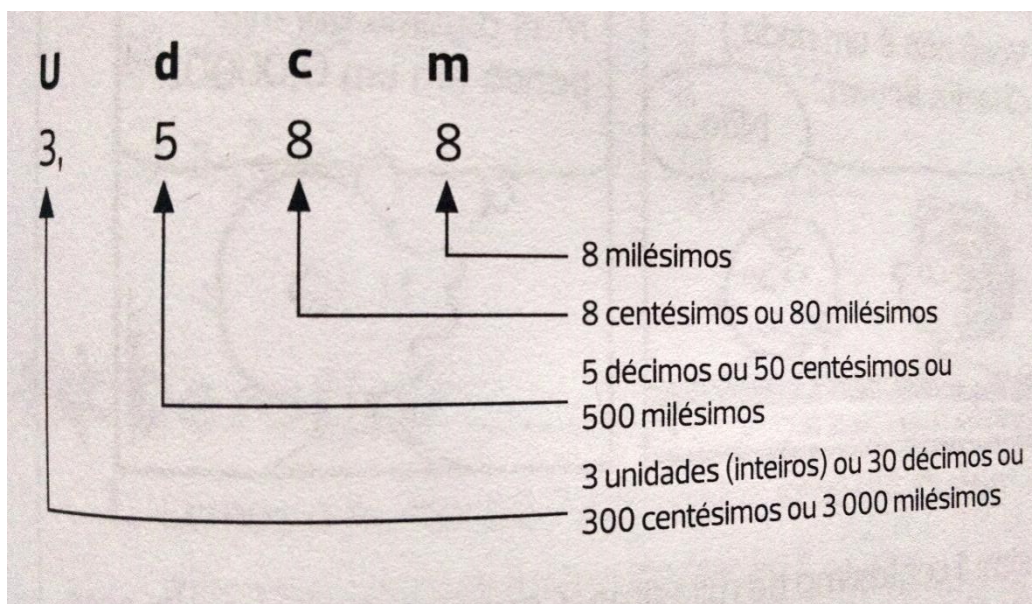 U d c m
3, 5 8 8
8 milésimos
8 centésimos ou 80 milésimos
5 décimos ou 50 centésimos ou
500 milésimos
3 unidades (inteiros) ou 30 décimos ou
300 centésimos ou 3 000 milésimos